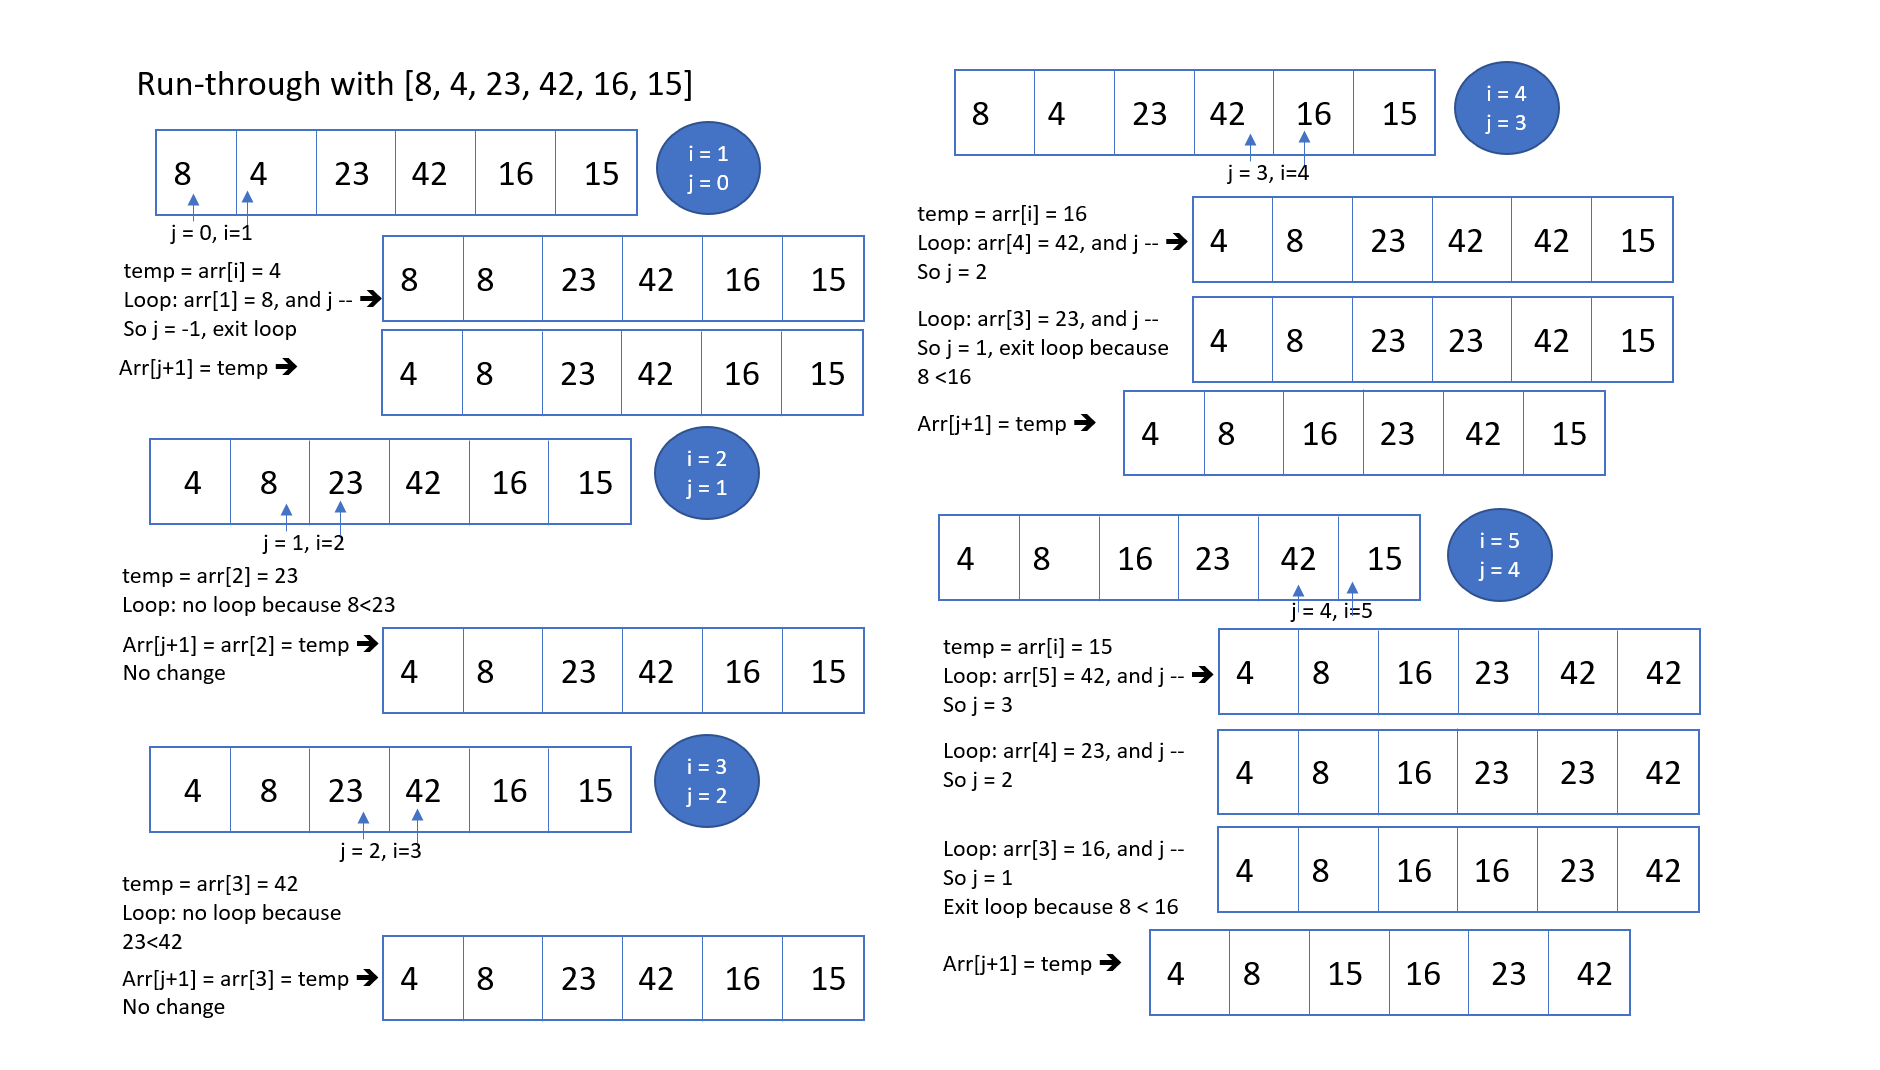 Run-through with [8, 4, 23, 42, 16, 15]
8 4 23 42 16 15
i = 1
j = 0
j = 0, i=1
temp = arr[i] = 4
Loop: arr[1] = 8, and j -- 🡺
So j = -1, exit loop
8 8 23 42 16 15
Arr[j+1] = temp 🡺
4 8 23 42 16 15
4 8 23 42 16 15
i = 2
j = 1
j = 1, i=2
temp = arr[2] = 23
Loop: no loop because 8<23
Arr[j+1] = arr[2] = temp 🡺
No change
4 8 23 42 16 15
4 8 23 42 16 15
i = 3
j = 2
j = 2, i=3
temp = arr[3] = 42
Loop: no loop because
23<42
Arr[j+1] = arr[3] = temp 🡺
No change
4 8 23 42 16 15
8 4 23 42 16 15
i = 4
j = 3
j = 3, i=4
temp = arr[i] = 16
Loop: arr[4] = 42, and j -- 🡺
So j = 2
4 8 23 42 42 15
Loop: arr[3] = 23, and j --
So j = 1, exit loop because
8 <16
4 8 23 23 42 15
Arr[j+1] = temp 🡺
4 8 16 23 42 15
4 8 16 23 42 15
i = 5
j = 4
j = 4, i=5
temp = arr[i] = 15
Loop: arr[5] = 42, and j -- 🡺
So j = 3
4 8 16 23 42 42
Loop: arr[4] = 23, and j --
So j = 2
4 8 16 23 23 42
Loop: arr[3] = 16, and j --
So j = 1
Exit loop because 8 < 16
4 8 16 16 23 42
Arr[j+1] = temp 🡺
4 8 15 16 23 42